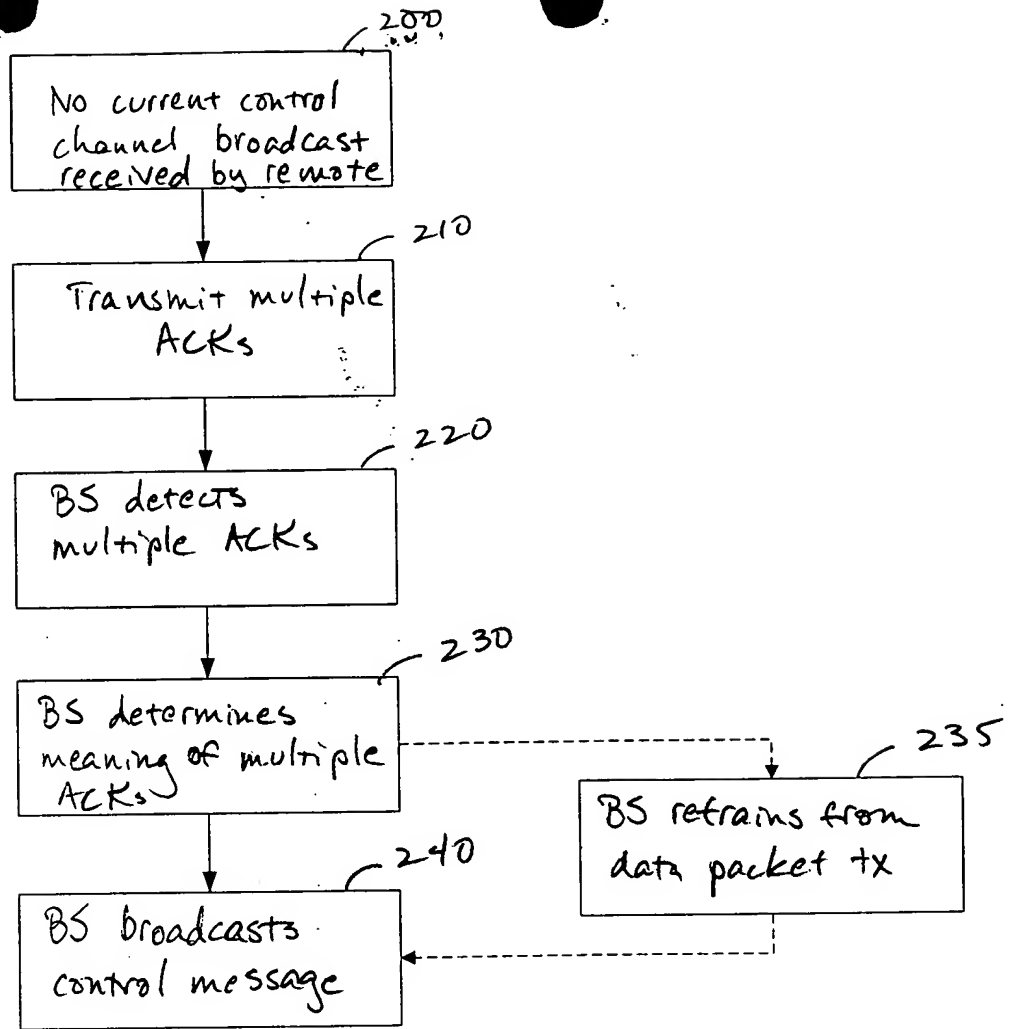 200
No current control
channel broadcast
received by remote
210
Transmit multiple
ACKs
220
BS detects
multiple ACKs
230
BS determines
meaning of multiple
ACKs
235
BS refrains from
data packet tx
240
BS broadcasts
control message